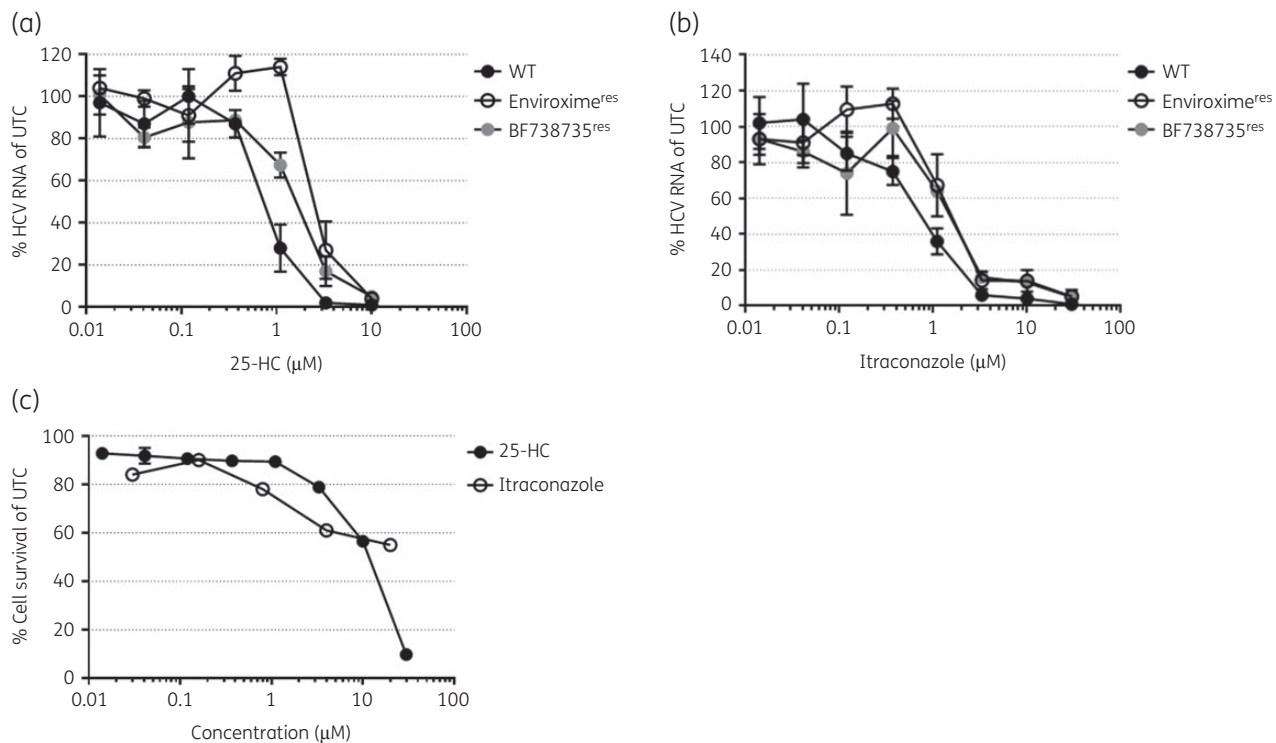 (a)
120
100
80
60
40
20
0
% HCV RNA of UTC
0.01 0.1 1 10 100
25-HC (μM)
WT
Enviroxime^res
BF738735^res
(b)
140
120
100
80
60
40
20
0
% HCV RNA of UTC
0.01 0.1 1 10 100
Itraconazole (μM)
WT
Enviroxime^res
BF738735^res
(c)
100
80
60
40
20
0
% Cell survival of UTC
0.01 0.1 1 10 100
Concentration (μM)
25-HC
Itraconazole